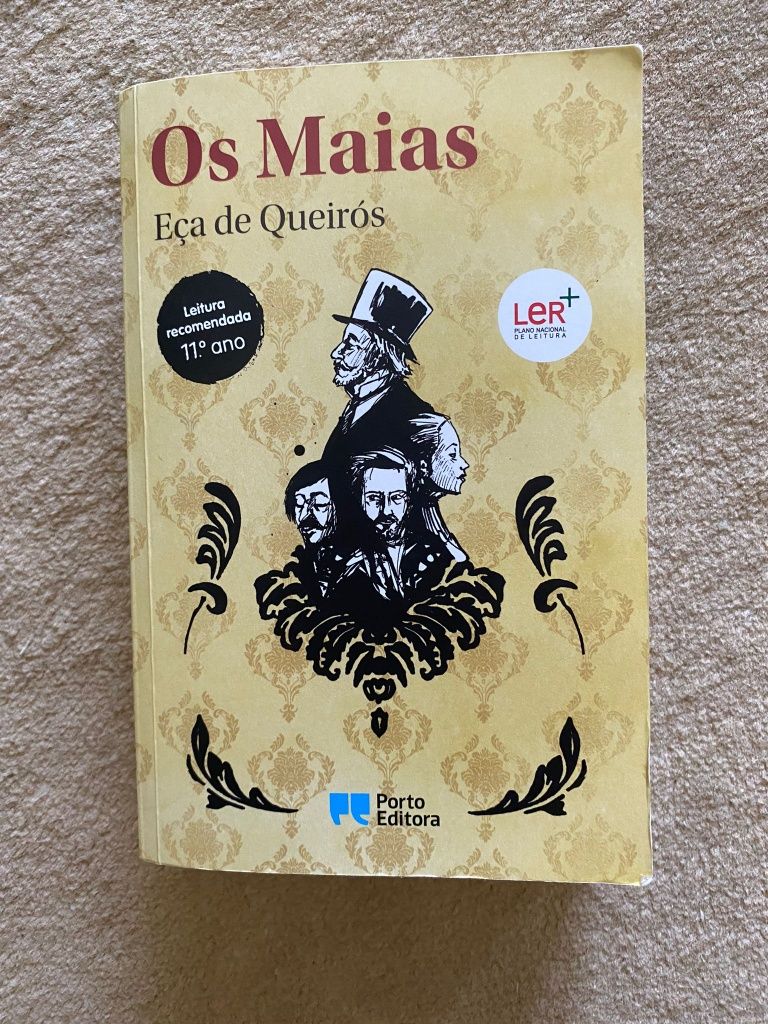 Os Maias
Eça de Queirós
Leitura
recomendada
11.º ano
LeR+
PLANO NACIONAL
DE LEITURA
Porto
Editora